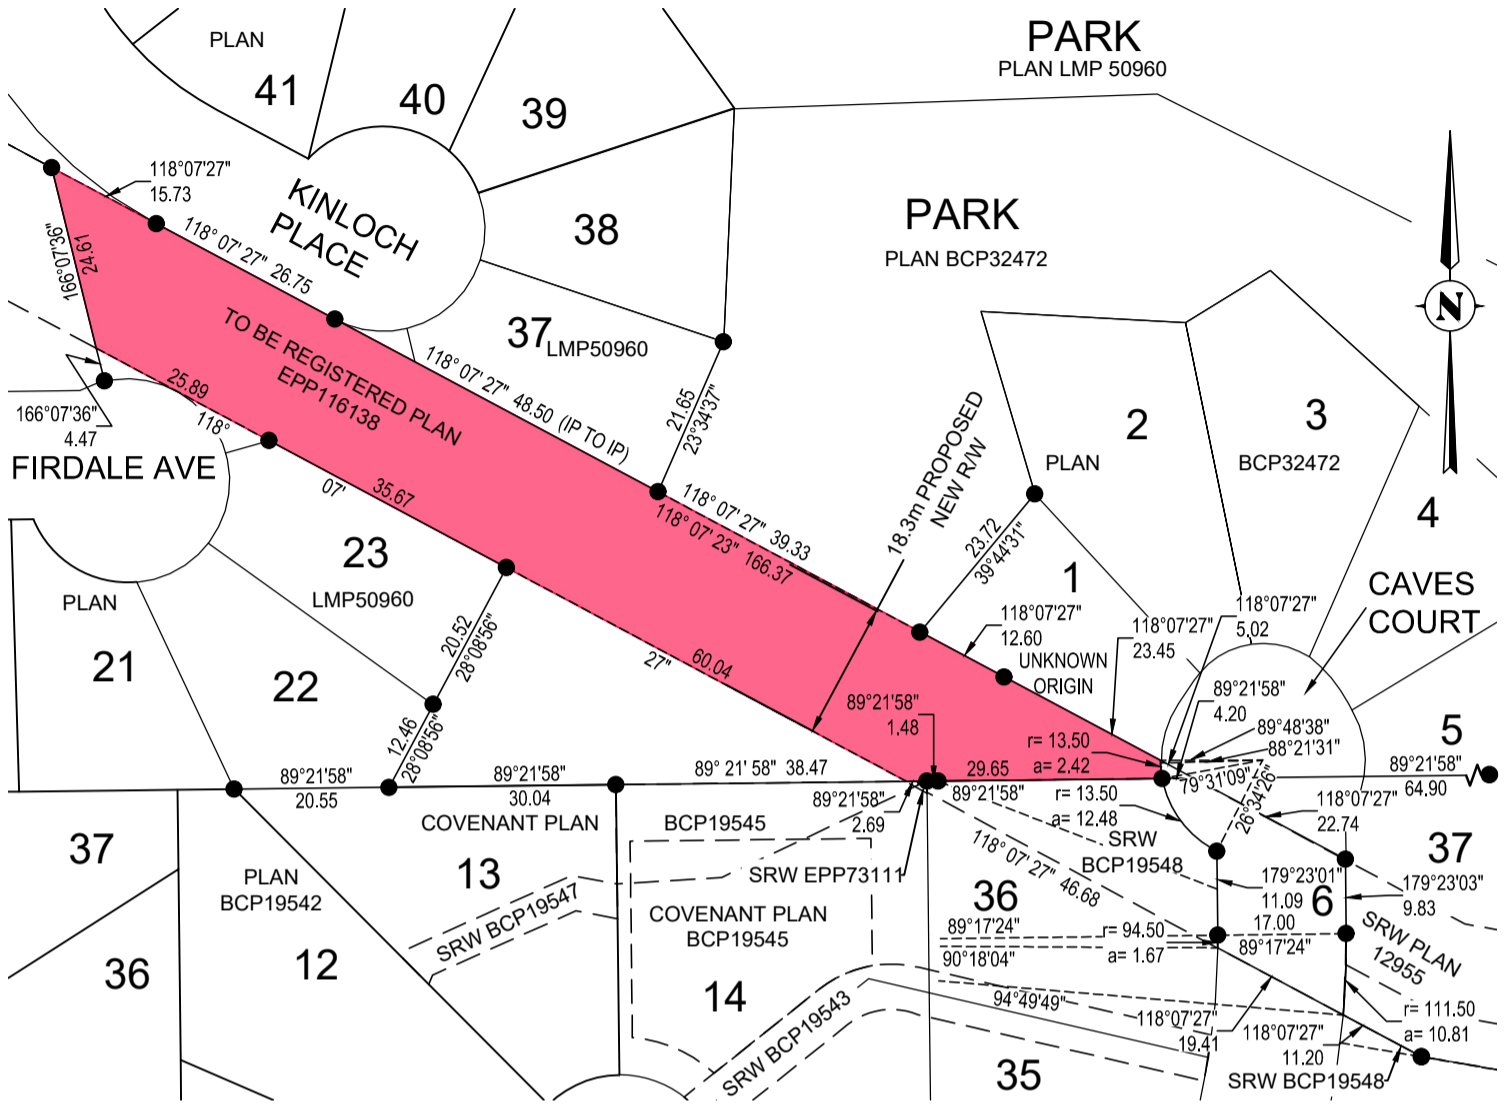 PARK
PLAN LMP 50960
PLAN
41
40
39
118°07'27"
15.73
KINLOCH
PLACE
38
PARK
PLAN BCP32472
166°07'36"
24.61
118° 07' 27" 26.75
TO BE REGISTERED PLAN
EPP116138
37 LMP50960
118° 07' 27" 48.50 (IP TO IP)
21.65
23°34'37"
N
2
PLAN
3
BCP32472
4
25.89
118°
166°07'36"
4.47
FIRDALE AVE
07'
35.67
118° 07' 27" 39.33
118° 07' 23" 166.37
18.3m PROPOSED
NEW R/W
23.72
39°44'31"
1
23
LMP50960
PLAN
21
22
20.52
28°08'56"
27"
60.04
118°07'27"
12.60
UNKNOWN
ORIGIN
118°07'27"
23.45
118°07'27"
5.02
CAVES
COURT
89°21'58"
4.20
89°48'38"
88°21'31"
5
12.46
28°08'56"
89°21'58"
1.48
r= 13.50
a= 2.42
89°21'58"
20.55
89°21'58"
30.04
89° 21' 58" 38.47
29.65
89°21'58"
79°31'09"
89°21'58"
64.90
COVENANT PLAN
BCP19545
89°21'58"
2.69
r= 13.50
a= 12.48
26°34'26"
118°07'27"
22.74
37
37
PLAN
BCP19542
13
SRW EPP73111
118° 07' 27" 46.68
SRW
BCP19548
179°23'01"
11.09
179°23'03"
9.83
SRW BCP19547
COVENANT PLAN
BCP19545
36
6
17.00
89°17'24"
89°17'24"
90°18'04"
r= 94.50
a= 1.67
SRW PLAN
12955
36
12
14
SRW BCP19543
94°49'49"
118°07'27"
19.41
118°07'27"
11.20
r= 111.50
a= 10.81
35
SRW BCP19548